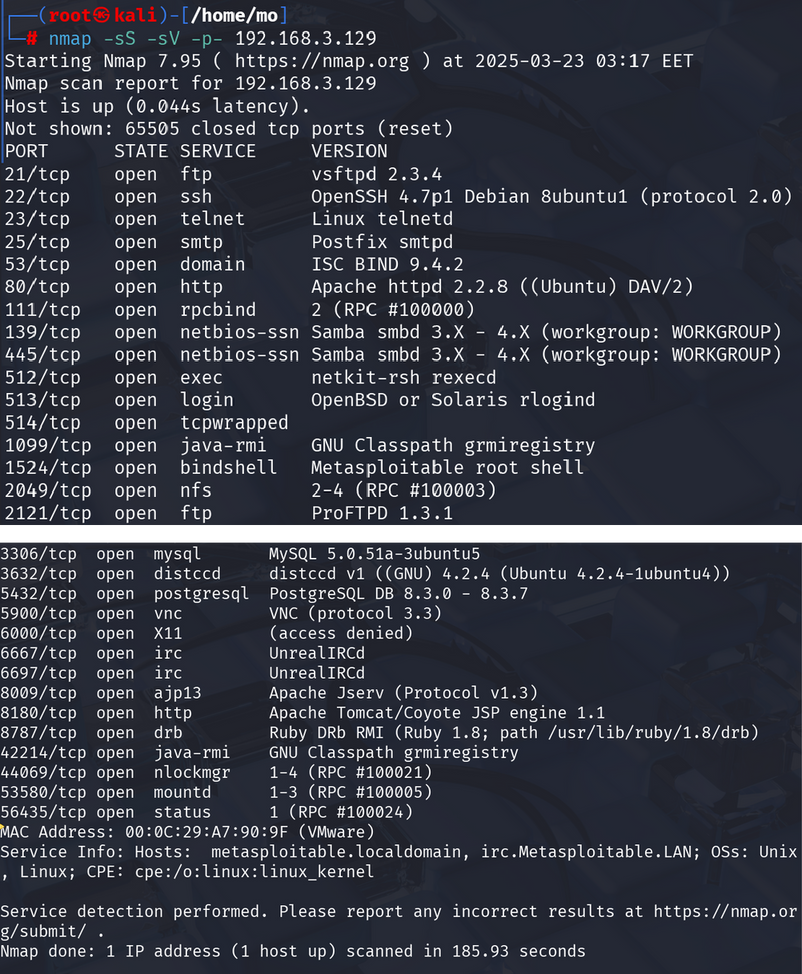 ┌──(root㉿kali)-[/home/mo]
└─# nmap -sS -sV -p- 192.168.3.129
Starting Nmap 7.95 ( https://nmap.org ) at 2025-03-23 03:17 EET
Nmap scan report for 192.168.3.129
Host is up (0.044s latency).
Not shown: 65505 closed tcp ports (reset)
PORT      STATE SERVICE     VERSION
21/tcp    open  ftp         vsftpd 2.3.4
22/tcp    open  ssh         OpenSSH 4.7p1 Debian 8ubuntu1 (protocol 2.0)
23/tcp    open  telnet      Linux telnetd
25/tcp    open  smtp        Postfix smtpd
53/tcp    open  domain      ISC BIND 9.4.2
80/tcp    open  http        Apache httpd 2.2.8 ((Ubuntu) DAV/2)
111/tcp   open  rpcbind     2 (RPC #100000)
139/tcp   open  netbios-ssn Samba smbd 3.X - 4.X (workgroup: WORKGROUP)
445/tcp   open  netbios-ssn Samba smbd 3.X - 4.X (workgroup: WORKGROUP)
512/tcp   open  exec        netkit-rsh rexecd
513/tcp   open  login       OpenBSD or Solaris rlogind
514/tcp   open  tcpwrapped
1099/tcp  open  java-rmi    GNU Classpath grmiregistry
1524/tcp  open  bindshell   Metasploitable root shell
2049/tcp  open  nfs         2-4 (RPC #100003)
2121/tcp  open  ftp         ProFTPD 1.3.1
3306/tcp  open  mysql       MySQL 5.0.51a-3ubuntu5
3632/tcp  open  distccd     distccd v1 ((GNU) 4.2.4 (Ubuntu 4.2.4-1ubuntu4))
5432/tcp  open  postgresql  PostgreSQL DB 8.3.0 - 8.3.7
5900/tcp  open  vnc         VNC (protocol 3.3)
6000/tcp  open  X11         (access denied)
6667/tcp  open  irc         UnrealIRCd
6697/tcp  open  irc         UnrealIRCd
8009/tcp  open  ajp13       Apache Jserv (Protocol v1.3)
8180/tcp  open  http        Apache Tomcat/Coyote JSP engine 1.1
8787/tcp  open  drb         Ruby DRb RMI (Ruby 1.8; path /usr/lib/ruby/1.8/drb)
42214/tcp open  java-rmi    GNU Classpath grmiregistry
44069/tcp open  nlockmgr    1-4 (RPC #100021)
53580/tcp open  mountd      1-3 (RPC #100005)
56435/tcp open  status      1 (RPC #100024)
MAC Address: 00:0C:29:A7:90:9F (VMware)
Service Info: Hosts:  metasploitable.localdomain, irc.Metasploitable.LAN; OSs: Unix
, Linux; CPE: cpe:/o:linux:linux_kernel
Service detection performed. Please report any incorrect results at https://nmap.or
g/submit/ .
Nmap done: 1 IP address (1 host up) scanned in 185.93 seconds